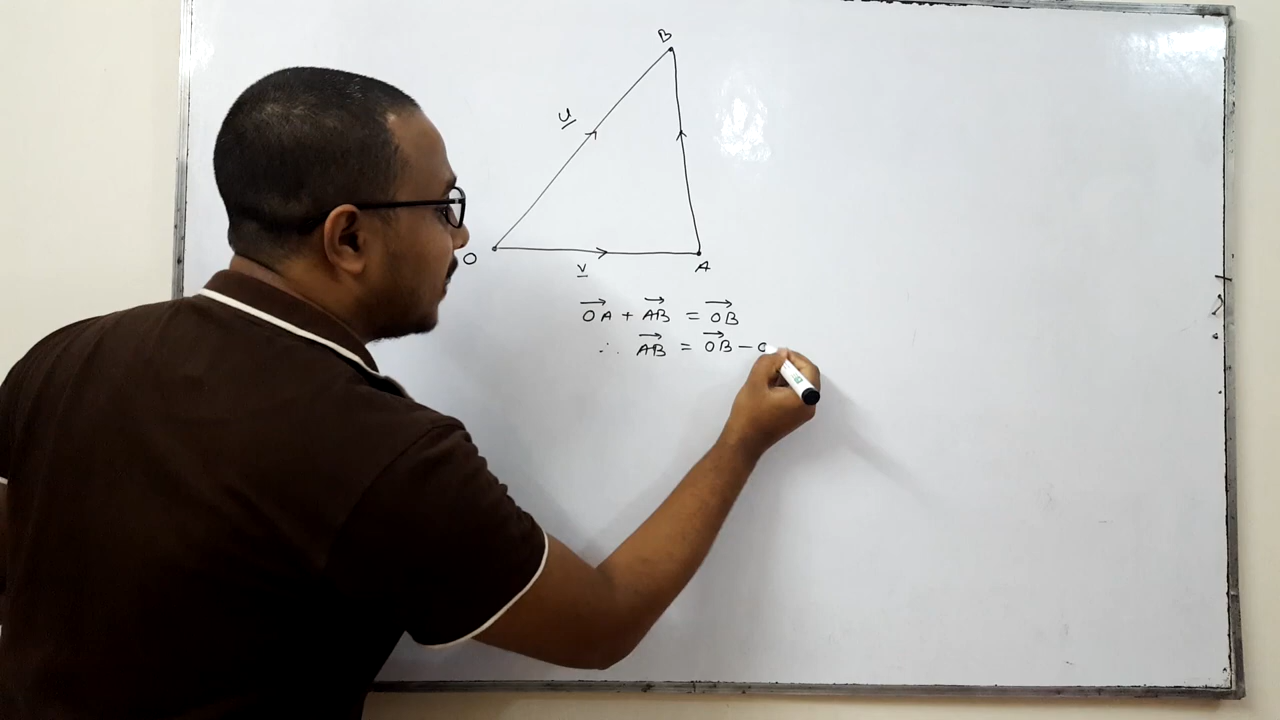 B
u
O
v
A
→OA + →AB = →OB
∴ →AB = →OB − O